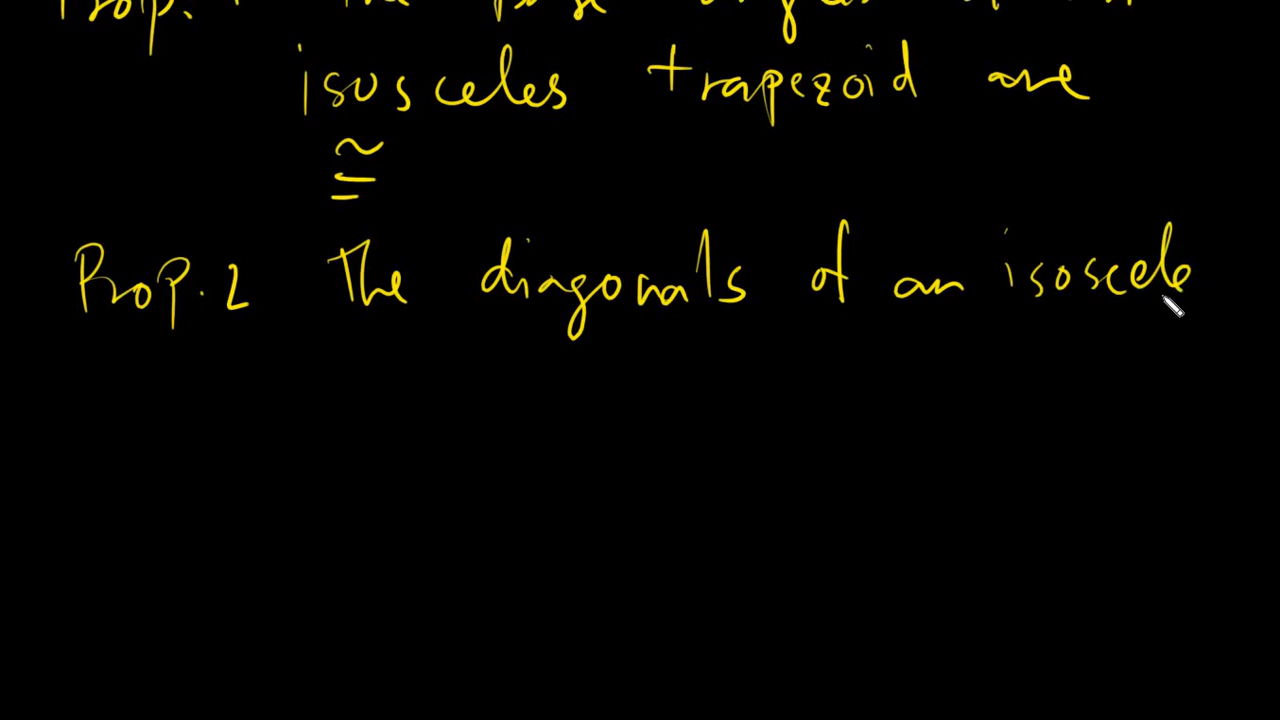 isosceles trapezoid are
≅
Prop. 2 The diagonals of an isoscele